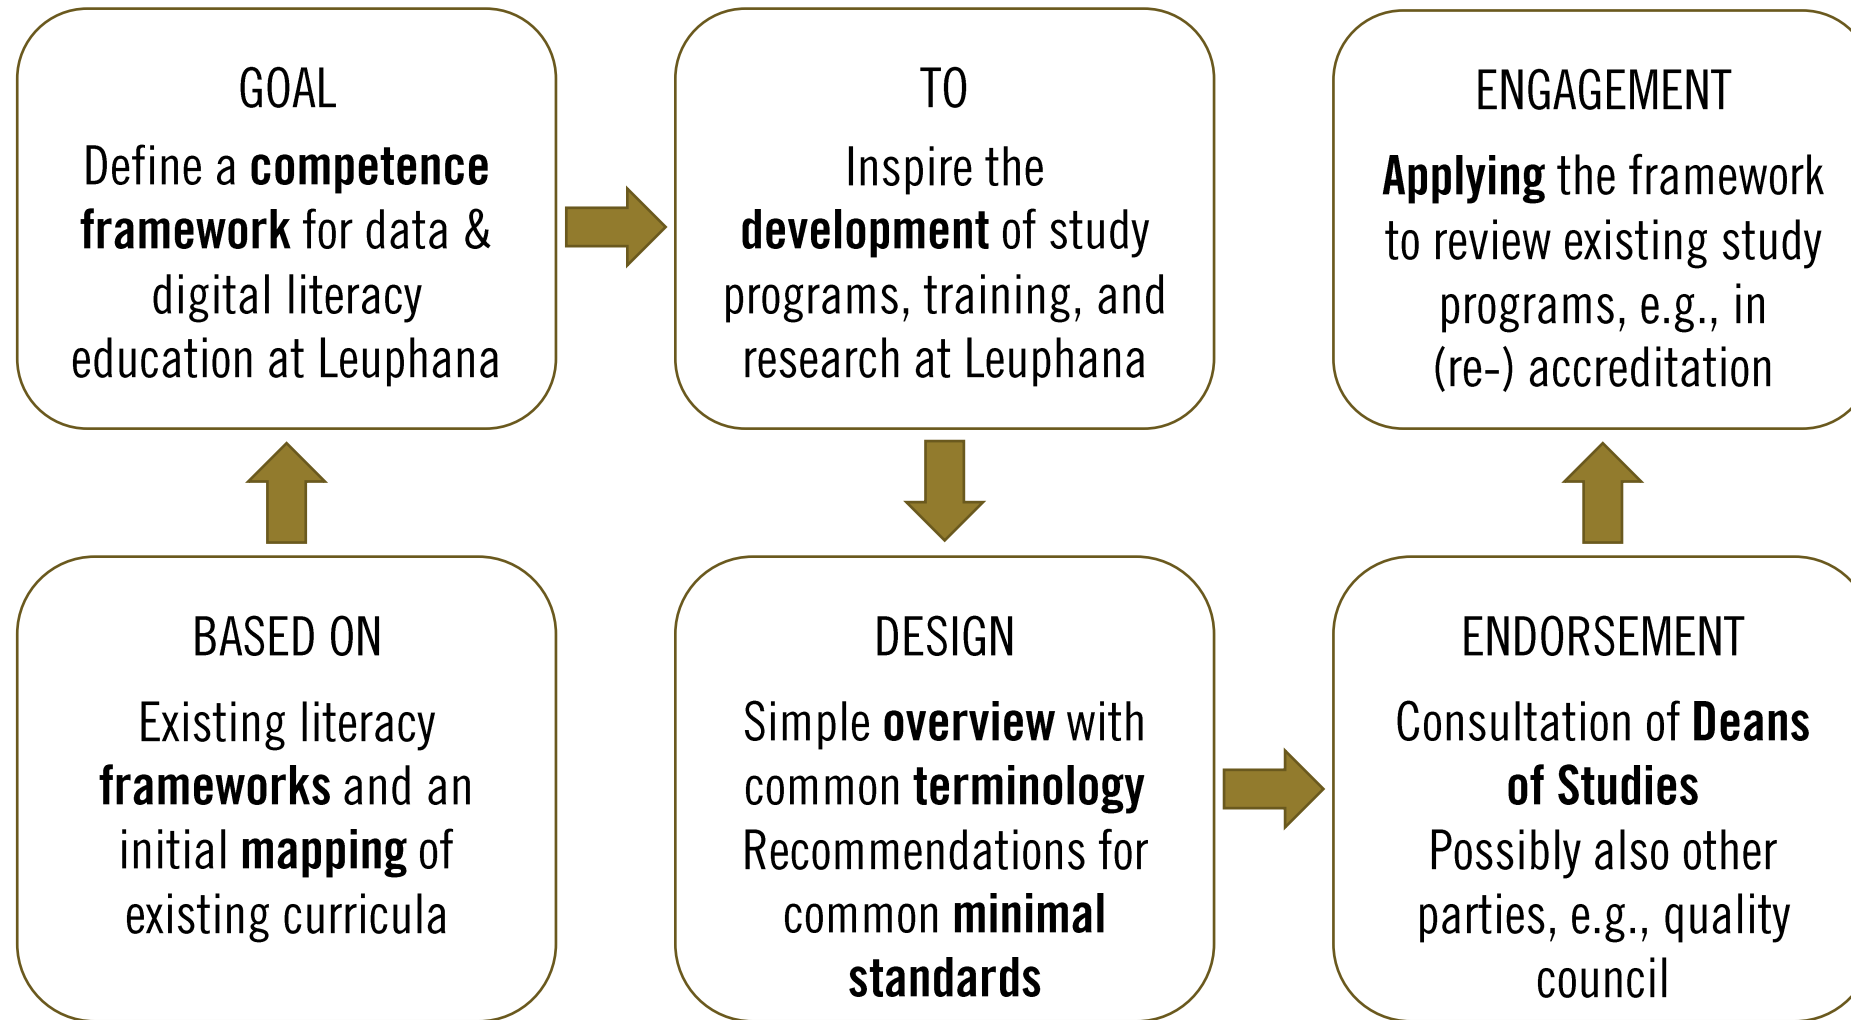 GOAL
Define a competence
framework for data &
digital literacy
education at Leuphana
TO
Inspire the
development of study
programs, training, and
research at Leuphana
ENGAGEMENT
Applying the framework
to review existing study
programs, e.g., in
(re-) accreditation
BASED ON
Existing literacy
frameworks and an
initial mapping of
existing curricula
DESIGN
Simple overview with
common terminology
Recommendations for
common minimal
standards
ENDORSEMENT
Consultation of Deans
of Studies
Possibly also other
parties, e.g., quality
council